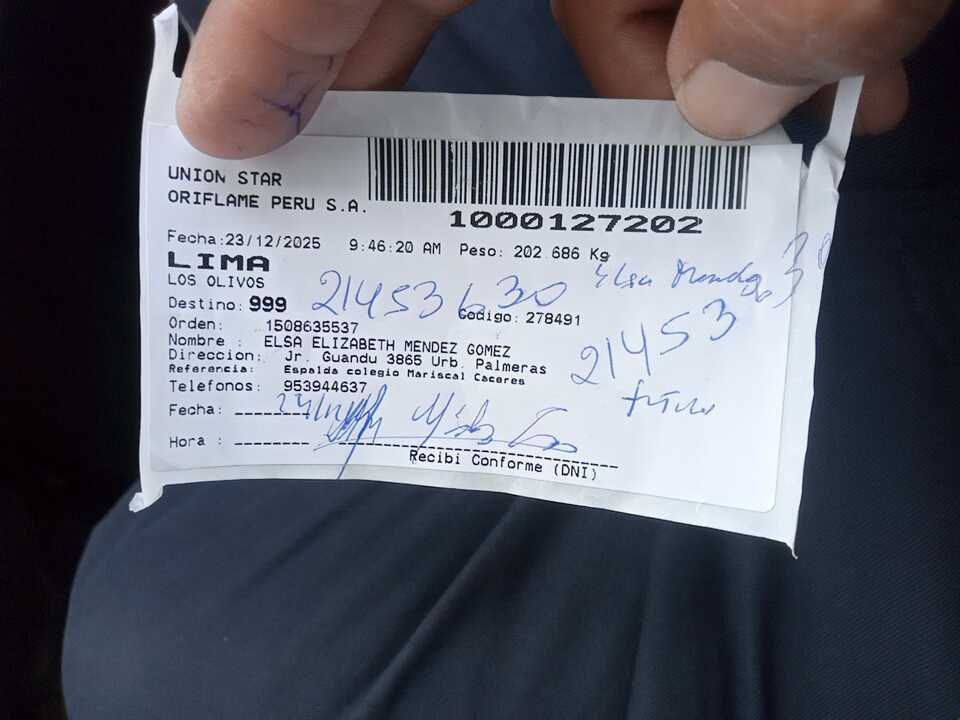 UNION STAR
ORIFLAME PERU S.A.
1000127202
Fecha:23/12/2025 9:46:20 AM Peso: 202.686 Kg
LIMA
LOS OLIVOS
Elsa Mendez
Destino: 999 21453630 Codigo: 278491
Orden: 1508635537
Nombre : ELSA ELIZABETH MENDEZ GOMEZ
Direccion: Jr. Guandu 3865 Urb. Palmeras
Referencia: Espalda colegio Mariscal Caceres
21453
Telefonos: 953944637
Fecha:
Hora :
Recibi Conforme (DNI)